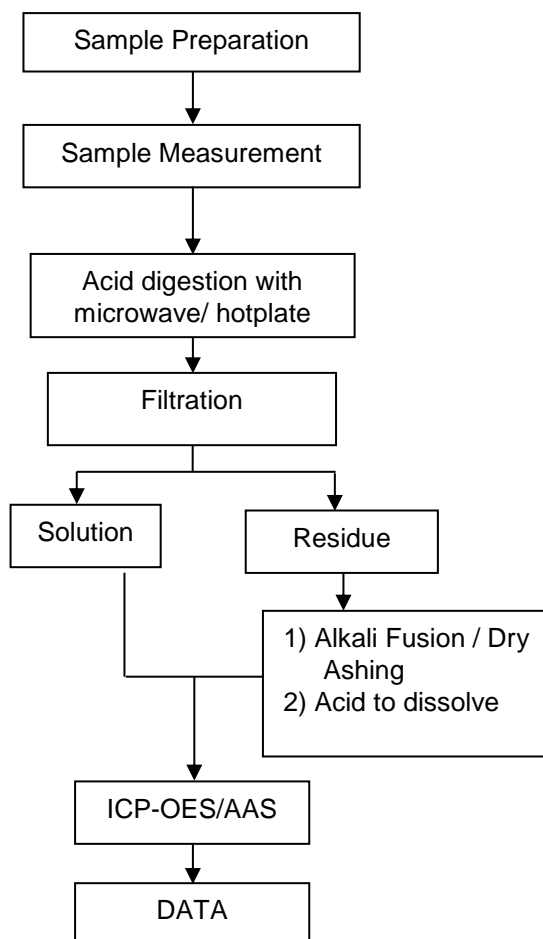 Sample Preparation
Sample Measurement
Acid digestion with
microwave/ hotplate
Filtration
Solution
Residue
1) Alkali Fusion / Dry
Ashing
2) Acid to dissolve
ICP-OES/AAS
DATA